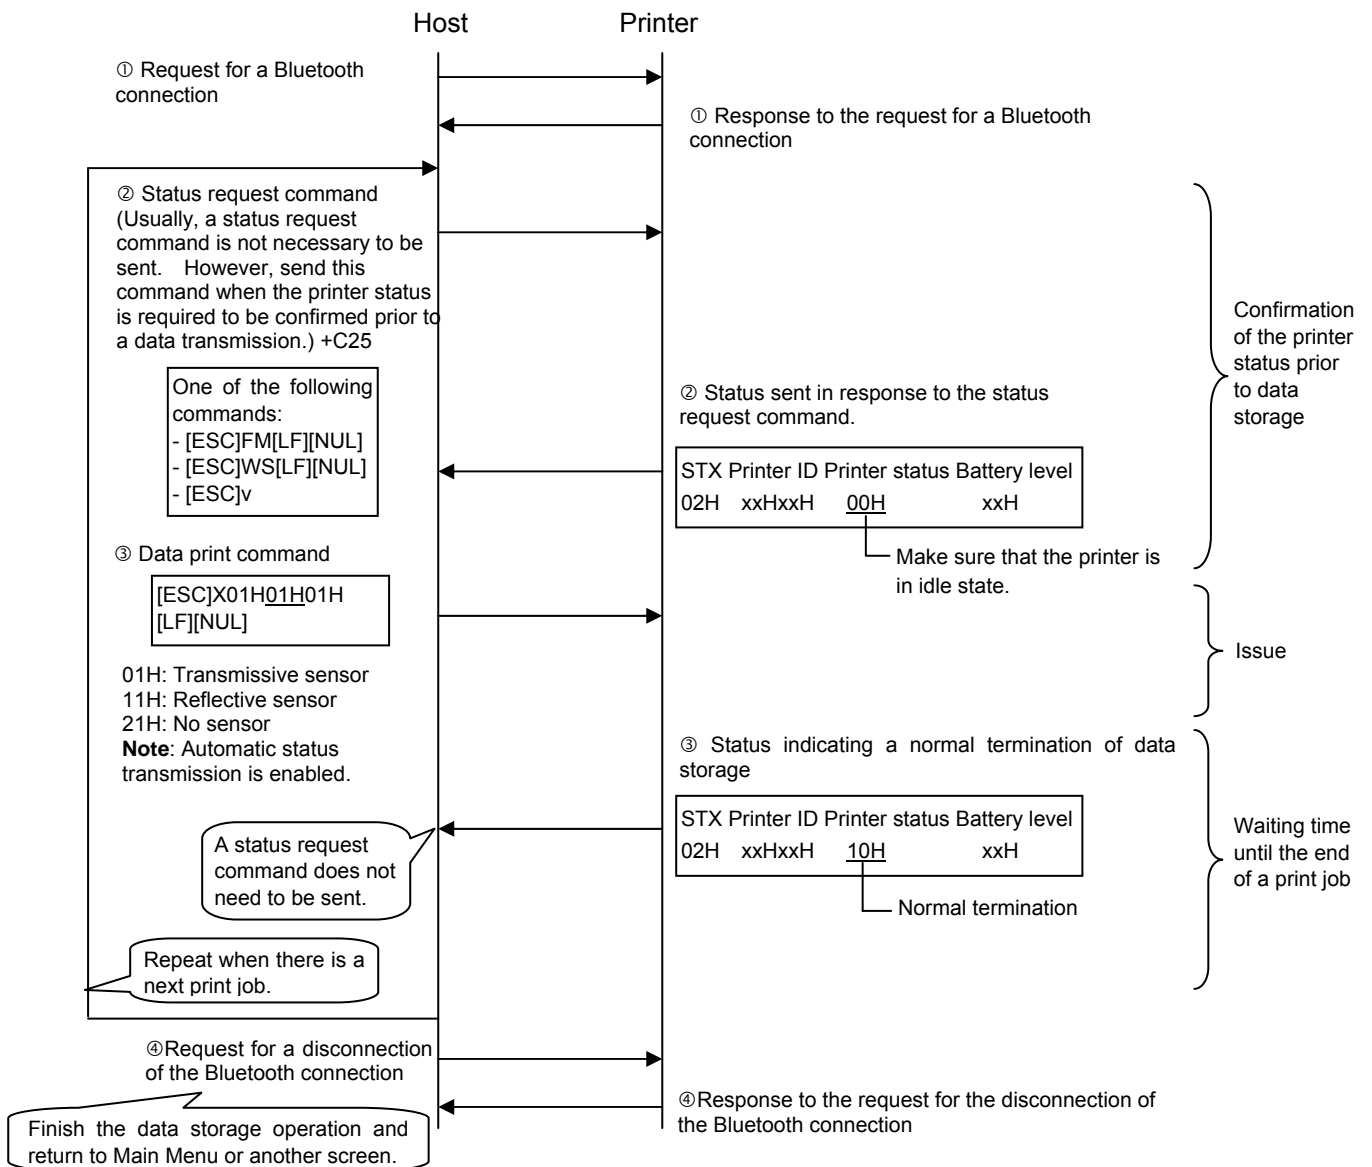 Host
Printer
① Request for a Bluetooth
connection
① Response to the request for a Bluetooth
connection
② Status request command
(Usually, a status request
command is not necessary to be
sent. However, send this
command when the printer status
is required to be confirmed prior to
a data transmission.) +C25
One of the following
commands:
- [ESC]FM[LF][NUL]
- [ESC]WS[LF][NUL]
- [ESC]v
② Status sent in response to the status
request command.
STX Printer ID Printer status Battery level
02H xxHxxH 00H xxH
Make sure that the printer is
in idle state.
Confirmation
of the printer
status prior
to data
storage
③ Data print command
[ESC]X01H01H01H
[LF][NUL]
01H: Transmissive sensor
11H: Reflective sensor
21H: No sensor
Note: Automatic status
transmission is enabled.
Issue
③ Status indicating a normal termination of data
storage
STX Printer ID Printer status Battery level
02H xxHxxH 10H xxH
Normal termination
Waiting time
until the end
of a print job
A status request
command does not
need to be sent.
Repeat when there is a
next print job.
④Request for a disconnection
of the Bluetooth connection
④Response to the request for the disconnection of
the Bluetooth connection
Finish the data storage operation and
return to Main Menu or another screen.